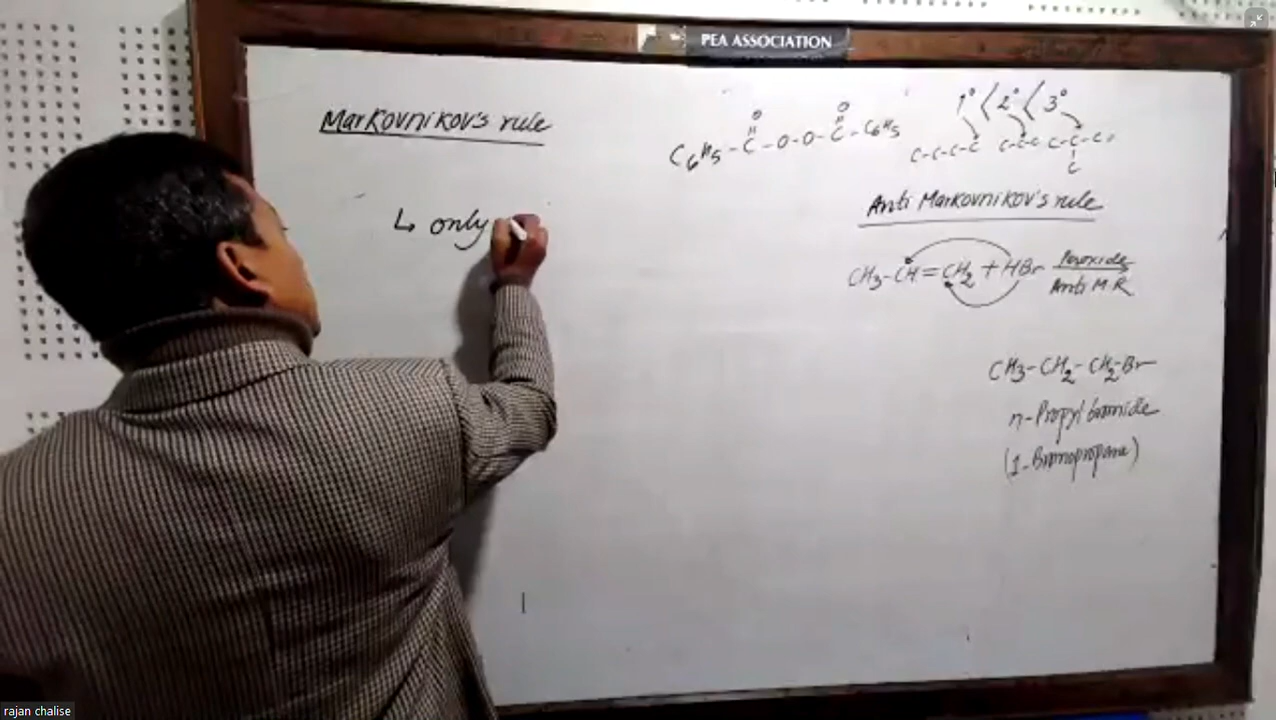 PEA ASSOCIATION
Markovnikov's rule
↳ only
C6H5-C-O-O-C-C6H5
O O
1° < 2° < 3°
C-C-C-C C-C-C C-C-C
C
Anti Markovnikov's rule
CH3-CH=CH2 + HBr Peroxide
Anti M R
CH3-CH2-CH2-Br
n-Propyl bromide
(1-Bromopropane)
rajan chalise